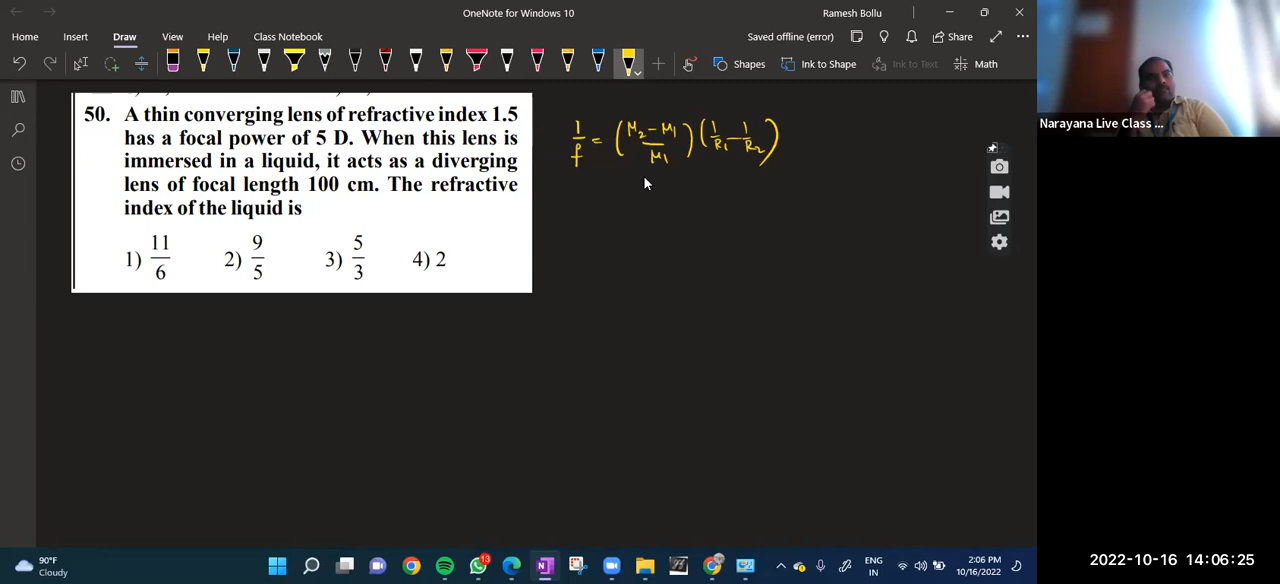 OneNote for Windows 10
Ramesh Bollu
Home Insert Draw View Help Class Notebook
Saved offline (error)
Share
Shapes
Ink to Shape
Ink to Text
Math
50. A thin converging lens of refractive index 1.5
has a focal power of 5 D. When this lens is
immersed in a liquid, it acts as a diverging
lens of focal length 100 cm. The refractive
index of the liquid is
1) 11/6 2) 9/5 3) 5/3 4) 2
1/f = (μ2 − μ1 / μ1) (1/R1 − 1/R2)
Narayana Live Class ...
90°F
Cloudy
13
ENG
IN
2:06 PM
10/16/2022
2022-10-16 14:06:25